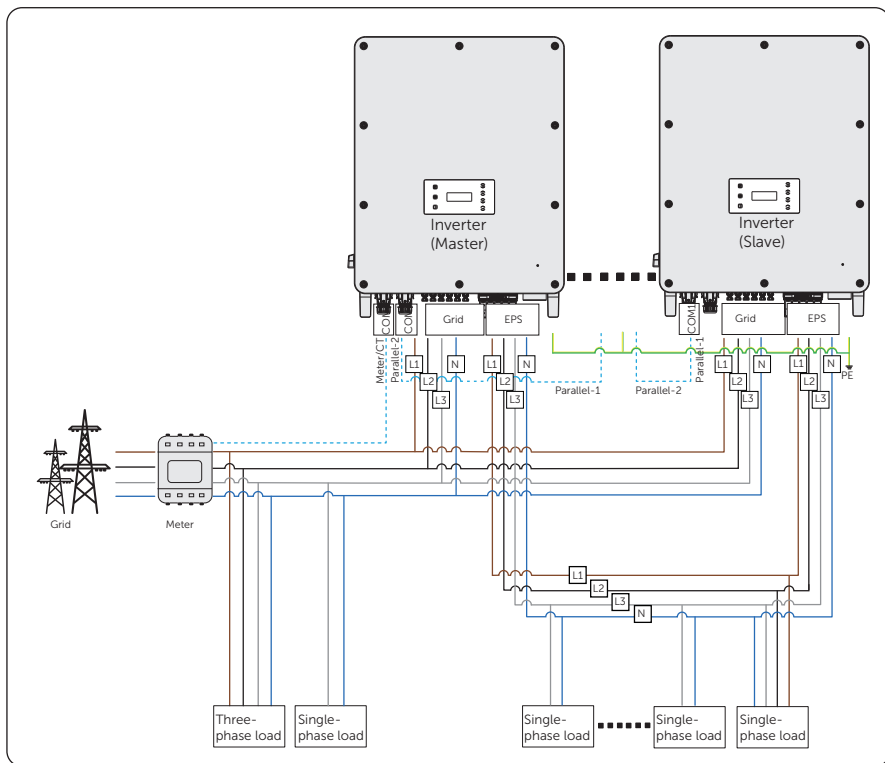 Inverter
(Master)
Inverter
(Slave)
Meter/CT
COM
Parallel-2
COM
Grid
EPS
COM1
Parallel-1
Grid
EPS
L1
L2
L3
N
L1
L2
L3
N
L1
L2
L3
N
L1
L2
L3
N
PE
Parallel-1
Parallel-2
Grid
Meter
L1
L2
L3
N
Three-
phase load
Single-
phase load
Single-
phase load
Single-
phase load
Single-
phase load